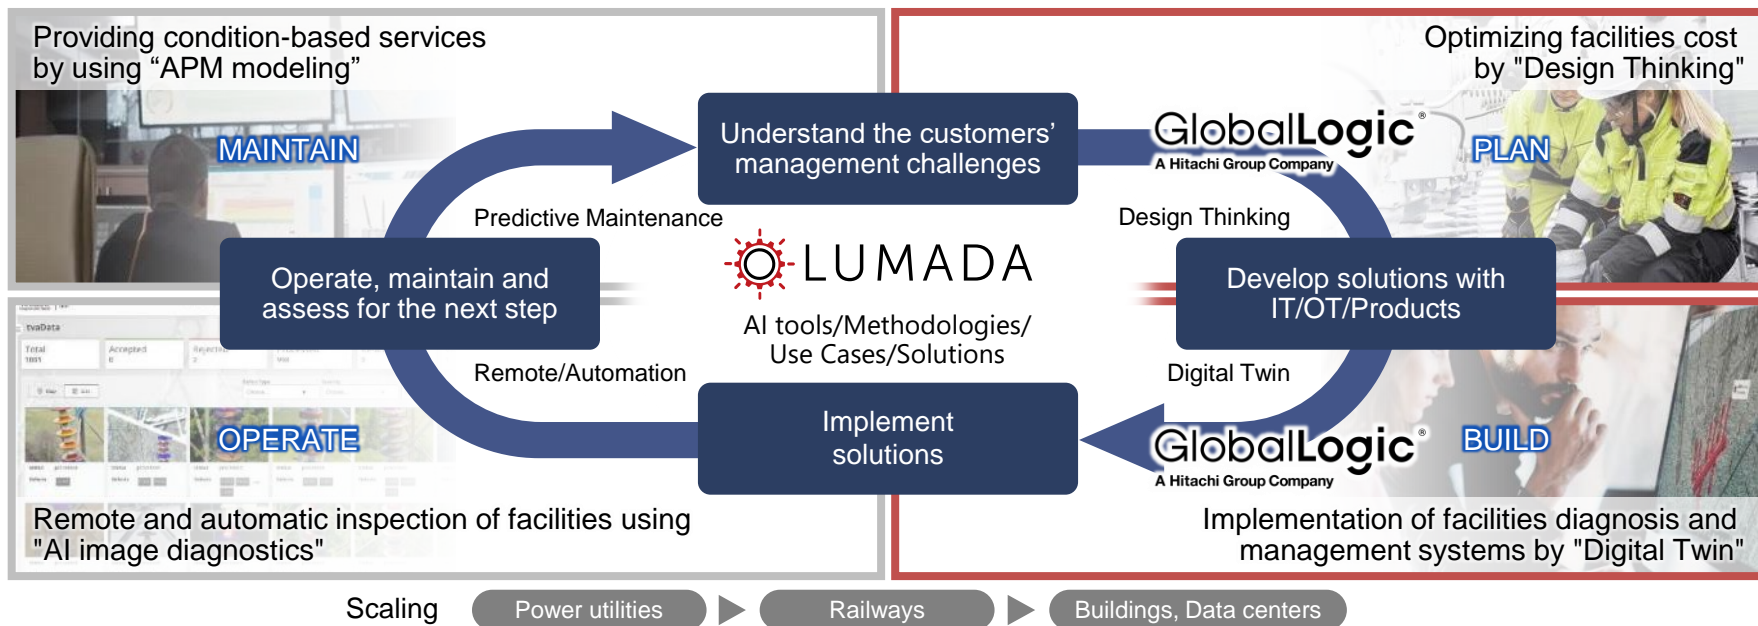 Providing condition-based services
by using “APM modeling”
MAINTAIN
Optimizing facilities cost
by "Design Thinking"
PLAN
Understand the customers’
management challenges
GlobalLogic®
A Hitachi Group Company
Predictive Maintenance
Design Thinking
Operate, maintain and
assess for the next step
LUMADA
AI tools/Methodologies/
Use Cases/Solutions
Develop solutions with
IT/OT/Products
Remote/Automation
Digital Twin
tvaData
Total
Accepted
Rejected
OPERATE
Implement
solutions
GlobalLogic®
A Hitachi Group Company
BUILD
Remote and automatic inspection of facilities using
"AI image diagnostics"
Implementation of facilities diagnosis and
management systems by "Digital Twin"
Scaling
Power utilities
Railways
Buildings, Data centers